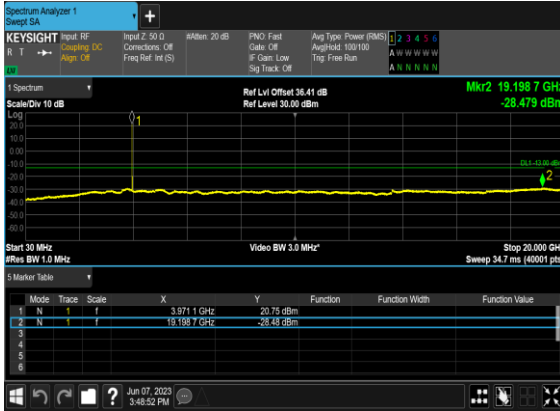 Spectrum Analyzer 1
Swept SA
+
KEYSIGHT Input: RF Input Z: 50 Ω #Atten: 20 dB PNO: Fast Avg Type: Power (RMS) 1 2 3 4 5 6
R T Coupling: DC Corrections: Off Gate: Off Avg|Hold: 100/100 A W W W W W
Align: Off Freq Ref: Int (S) IF Gain: Low Trig: Free Run
Sig Track: Off A N N N N N
1 Spectrum
Ref Lvl Offset 36.41 dB Mkr2 19.198 7 GHz
Scale/Div 10 dB Ref Level 30.00 dBm -28.479 dBm
Log
20.0
10.0
0.00
-10.0
-20.0
-30.0
-40.0
-50.0
-60.0
1
DL1 -13.00 dBm
2
Start 30 MHz Video BW 3.0 MHz* Stop 20.000 GH
#Res BW 1.0 MHz Sweep 34.7 ms (40001 pts
5 Marker Table
Mode Trace Scale X Y Function Function Width Function Value
1 N 1 f 3.971 1 GHz 20.75 dBm
2 N 1 f 19.198 7 GHz -28.48 dBm
3
4
5
6
?
Jun 07, 2023
3:48:52 PM